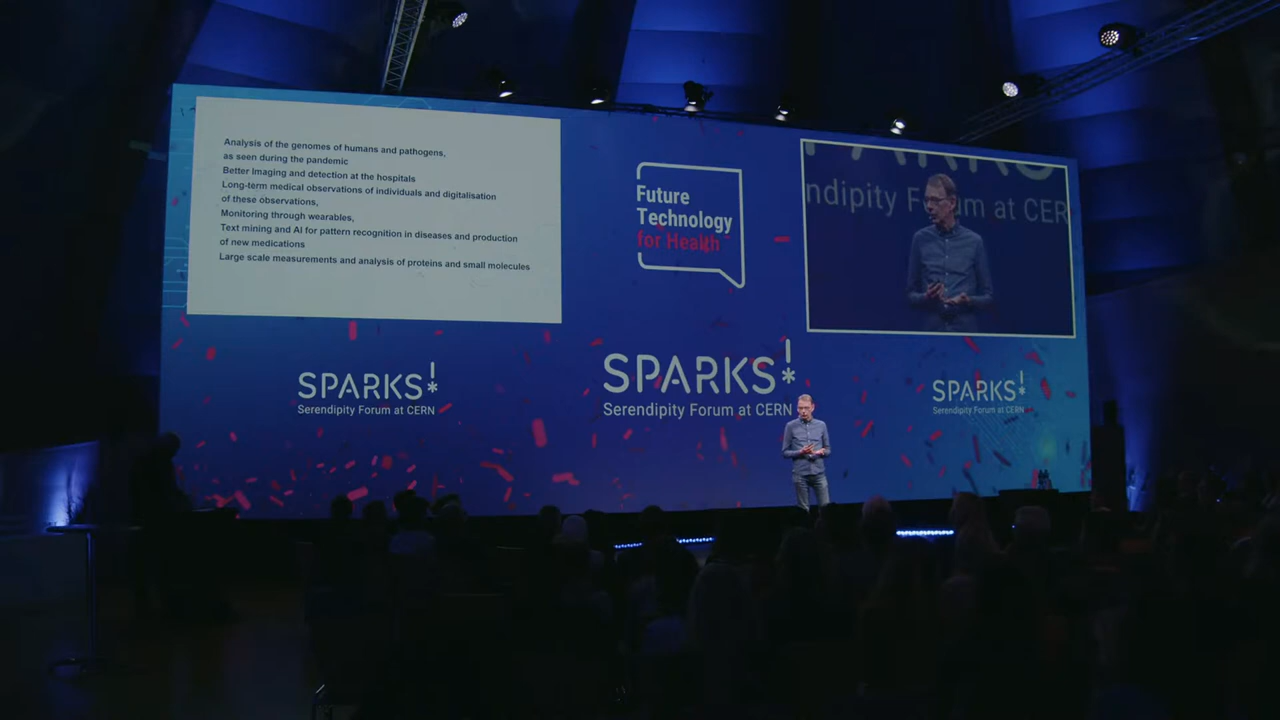 Analysis of the genomes of humans and pathogens,
as seen during the pandemic
Better Imaging and detection at the hospitals
Long-term medical observations of individuals and digitalisation
of these observations,
Monitoring through wearables,
Text mining and AI for pattern recognition in diseases and production
of new medications
Large scale measurements and analysis of proteins and small molecules
Future
Technology
for Health
PARKS
ndipity Forum at CER
SPARKS!*
Serendipity Forum at CERN
SPARKS!*
Serendipity Forum at CERN
SPARKS!*
Serendipity Forum at CERN